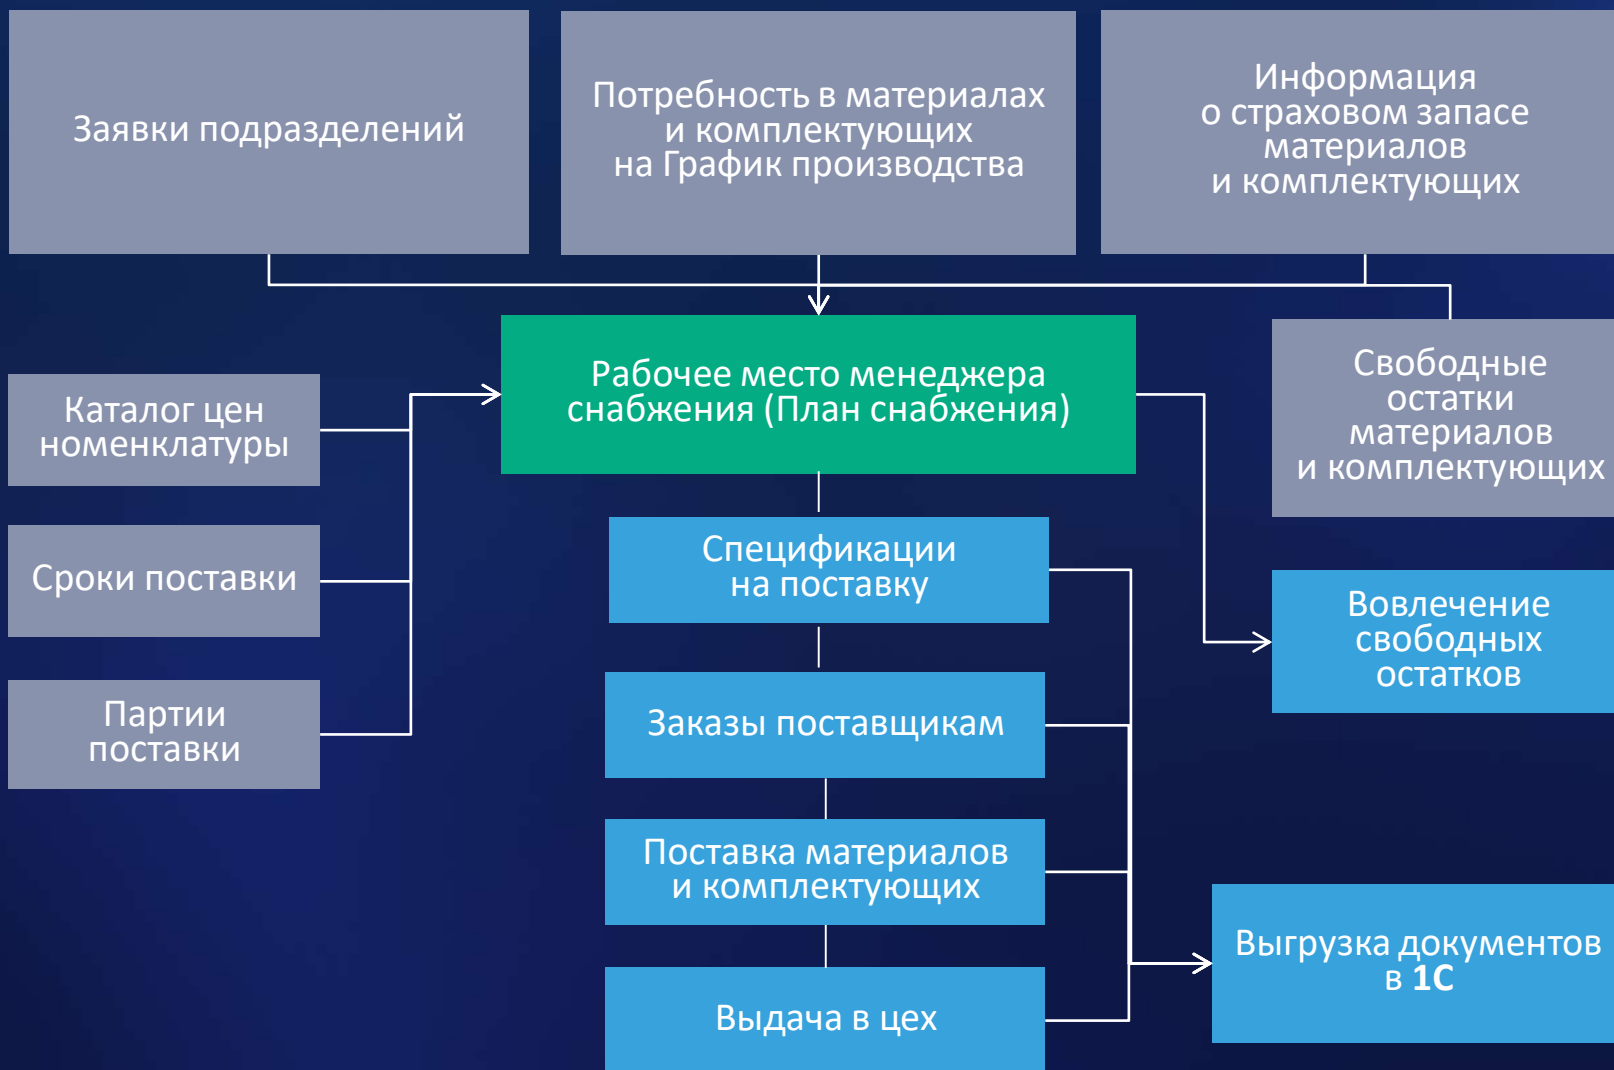 Заявки подразделений
Потребность в материалах
и комплектующих
на График производства
Информация
о страховом запасе
материалов
и комплектующих
Рабочее место менеджера
снабжения (План снабжения)
Свободные
остатки
материалов
и комплектующих
Каталог цен
номенклатуры
Сроки поставки
Партии
поставки
Спецификации
на поставку
Заказы поставщикам
Поставка материалов
и комплектующих
Выдача в цех
Вовлечение
свободных
остатков
Выгрузка документов
в 1С